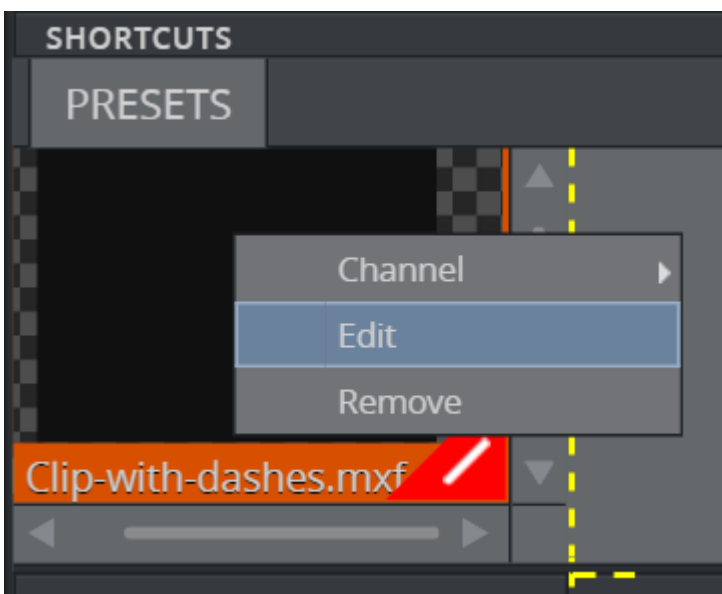 SHORTCUTS
PRESETS
Channel
Edit
Remove
Clip-with-dashes.mxf